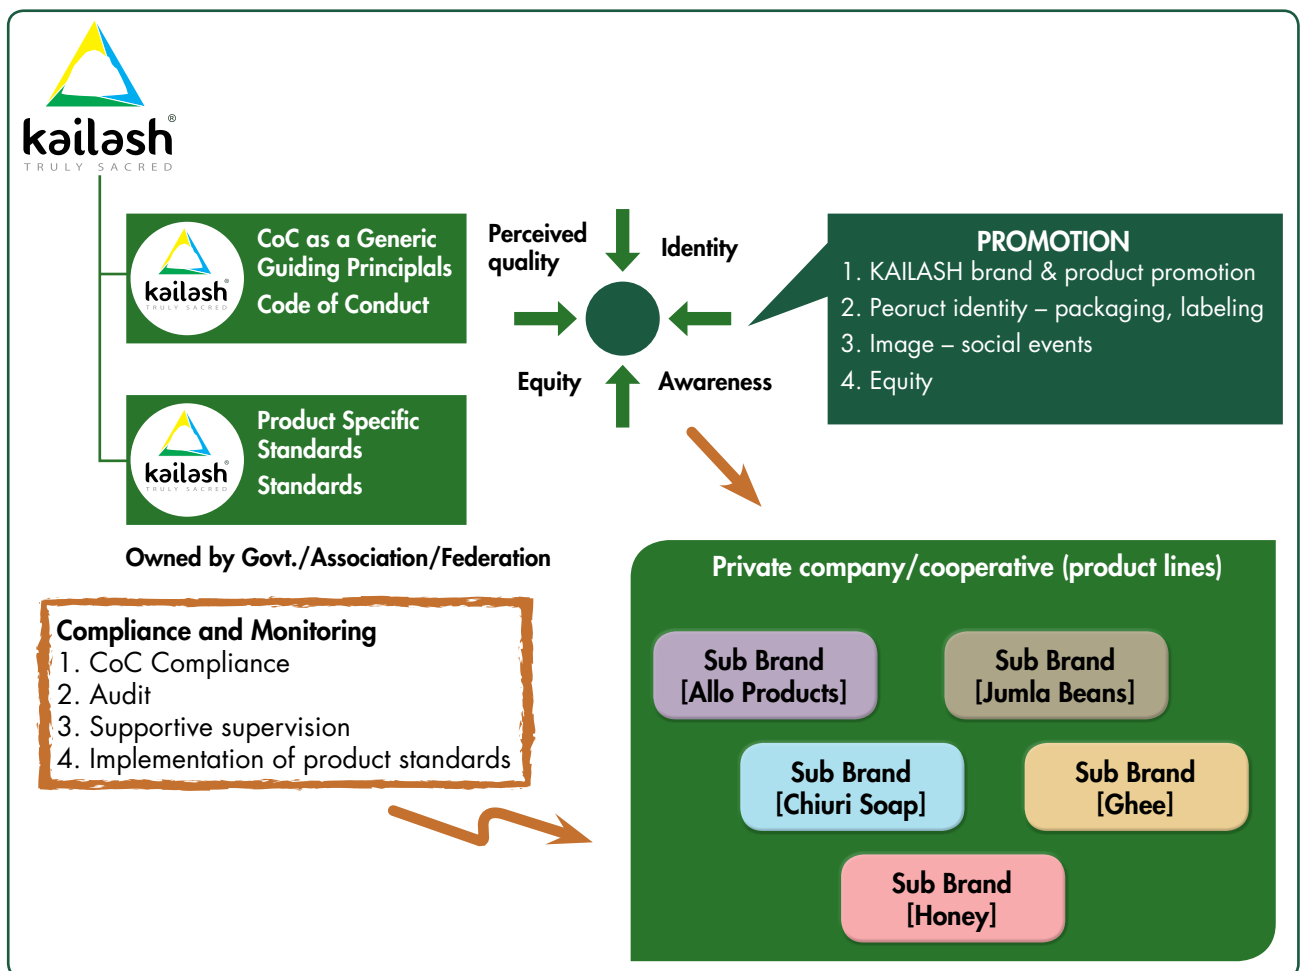 kailash®
TRULY SACRED
kailash®
TRULY SACRED
CoC as a Generic
Guiding Principlals
Code of Conduct
Perceived
quality
Identity
Equity
Awareness
PROMOTION
1. KAILASH brand & product promotion
2. Peoruct identity – packaging, labeling
3. Image – social events
4. Equity
kailash®
TRULY SACRED
Product Specific
Standards
Standards
Owned by Govt./Association/Federation
Compliance and Monitoring
1. CoC Compliance
2. Audit
3. Supportive supervision
4. Implementation of product standards
Private company/cooperative (product lines)
Sub Brand
[Allo Products]
Sub Brand
[Jumla Beans]
Sub Brand
[Chiuri Soap]
Sub Brand
[Ghee]
Sub Brand
[Honey]